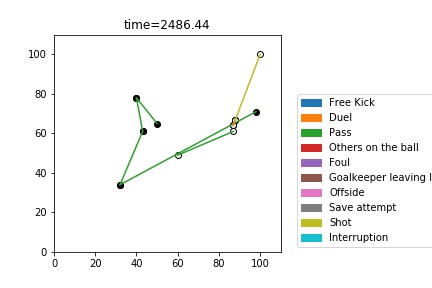 time=2486.44
100
80
60
40
20
0
0 20 40 60 80 100
Free Kick
Duel
Pass
Others on the ball
Foul
Goalkeeper leaving l
Offside
Save attempt
Shot
Interruption